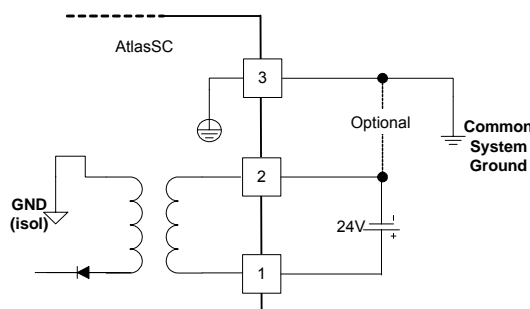 AtlasSC
3
Optional
Common
System
Ground
2
GND
(isol)
24V
-
+
1